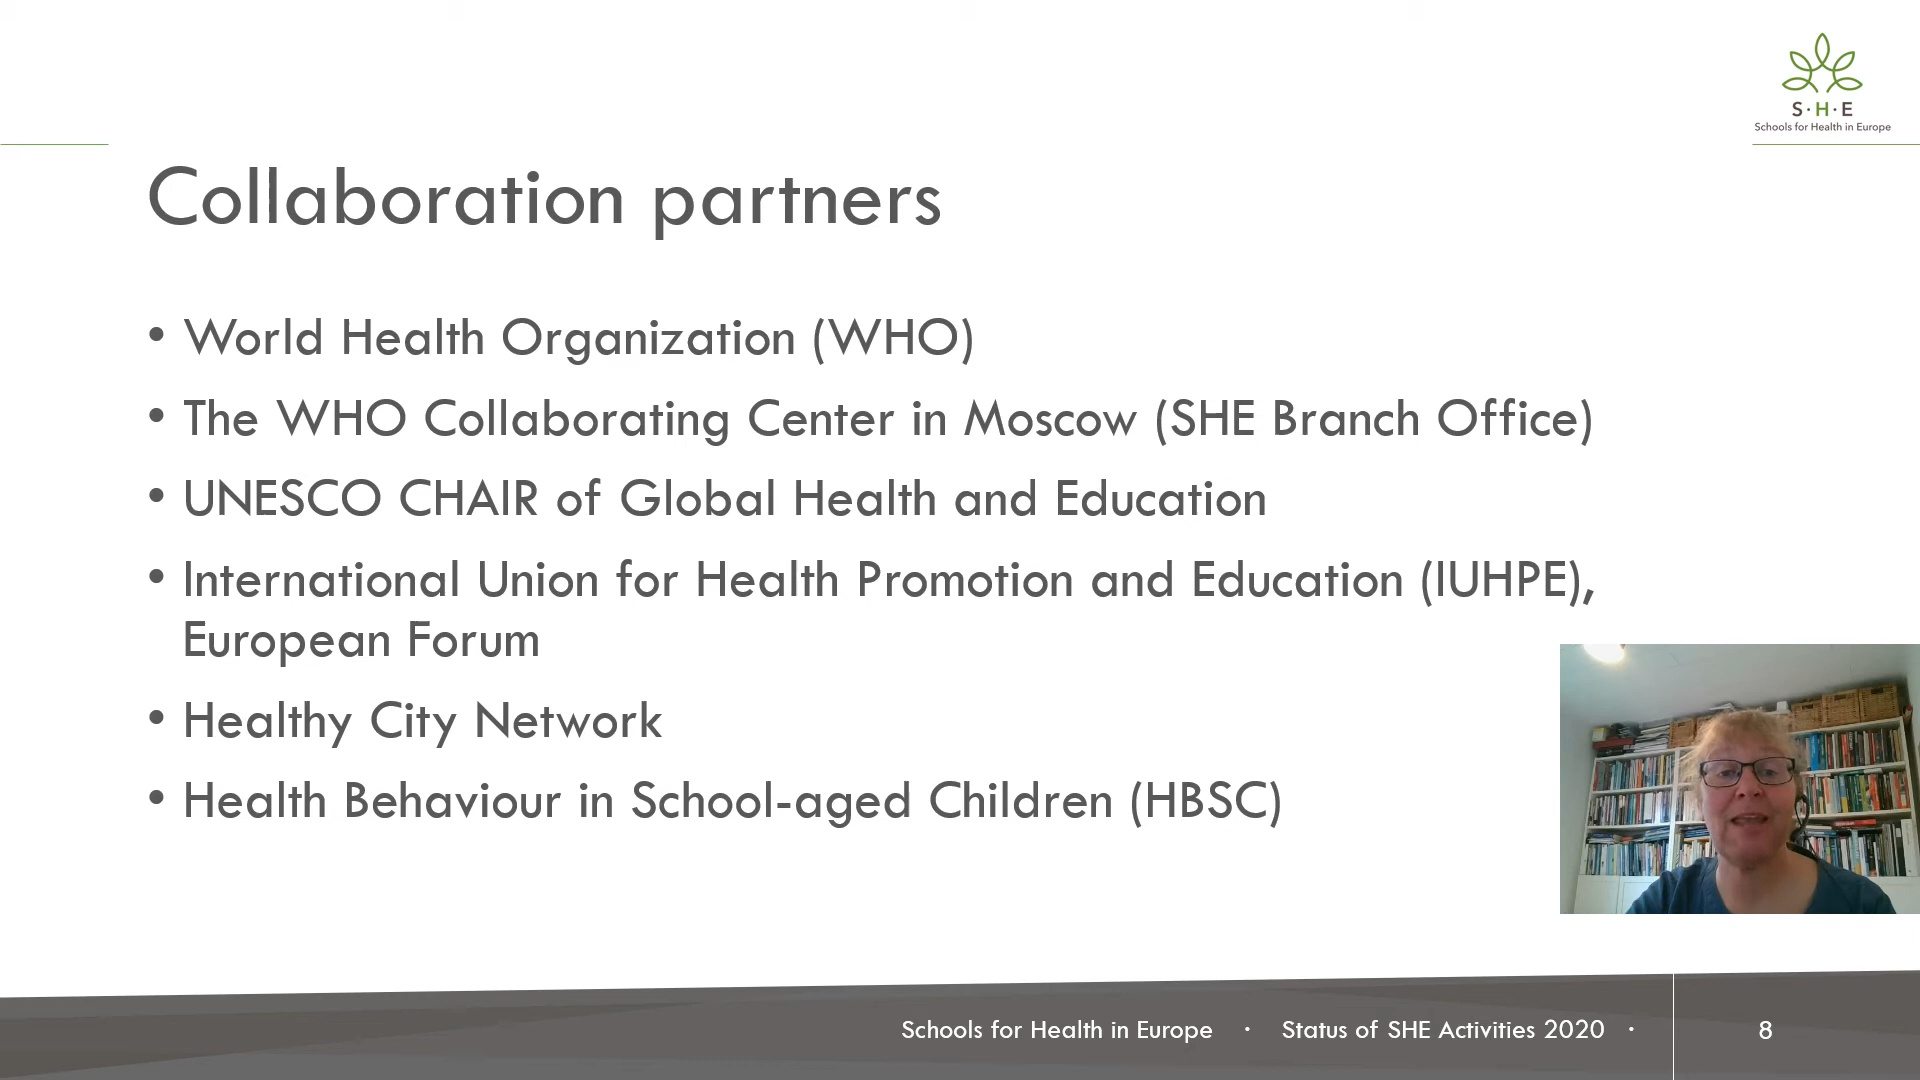 S·H·E
Schools for Health in Europe
Collaboration partners
• World Health Organization (WHO)
• The WHO Collaborating Center in Moscow (SHE Branch Office)
• UNESCO CHAIR of Global Health and Education
• International Union for Health Promotion and Education (IUHPE),
European Forum
• Healthy City Network
• Health Behaviour in School-aged Children (HBSC)
Schools for Health in Europe · Status of SHE Activities 2020 · 8